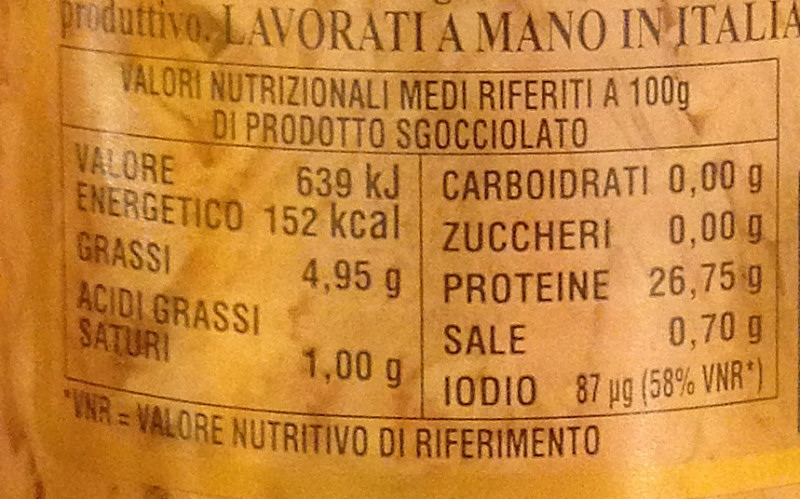 produttivo. LAVORATI A MANO IN ITALIA
VALORI NUTRIZIONALI MEDI RIFERITI A 100g
DI PRODOTTO SGOCCIOLATO
VALORE
ENERGETICO
639 kJ
152 kcal
GRASSI
4,95 g
ACIDI GRASSI
SATURI
1,00 g
CARBOIDRATI 0,00 g
ZUCCHERI 0,00 g
PROTEINE 26,75 g
SALE 0,70 g
IODIO 87 µg (58% VNR*)
*VNR = VALORE NUTRITIVO DI RIFERIMENTO